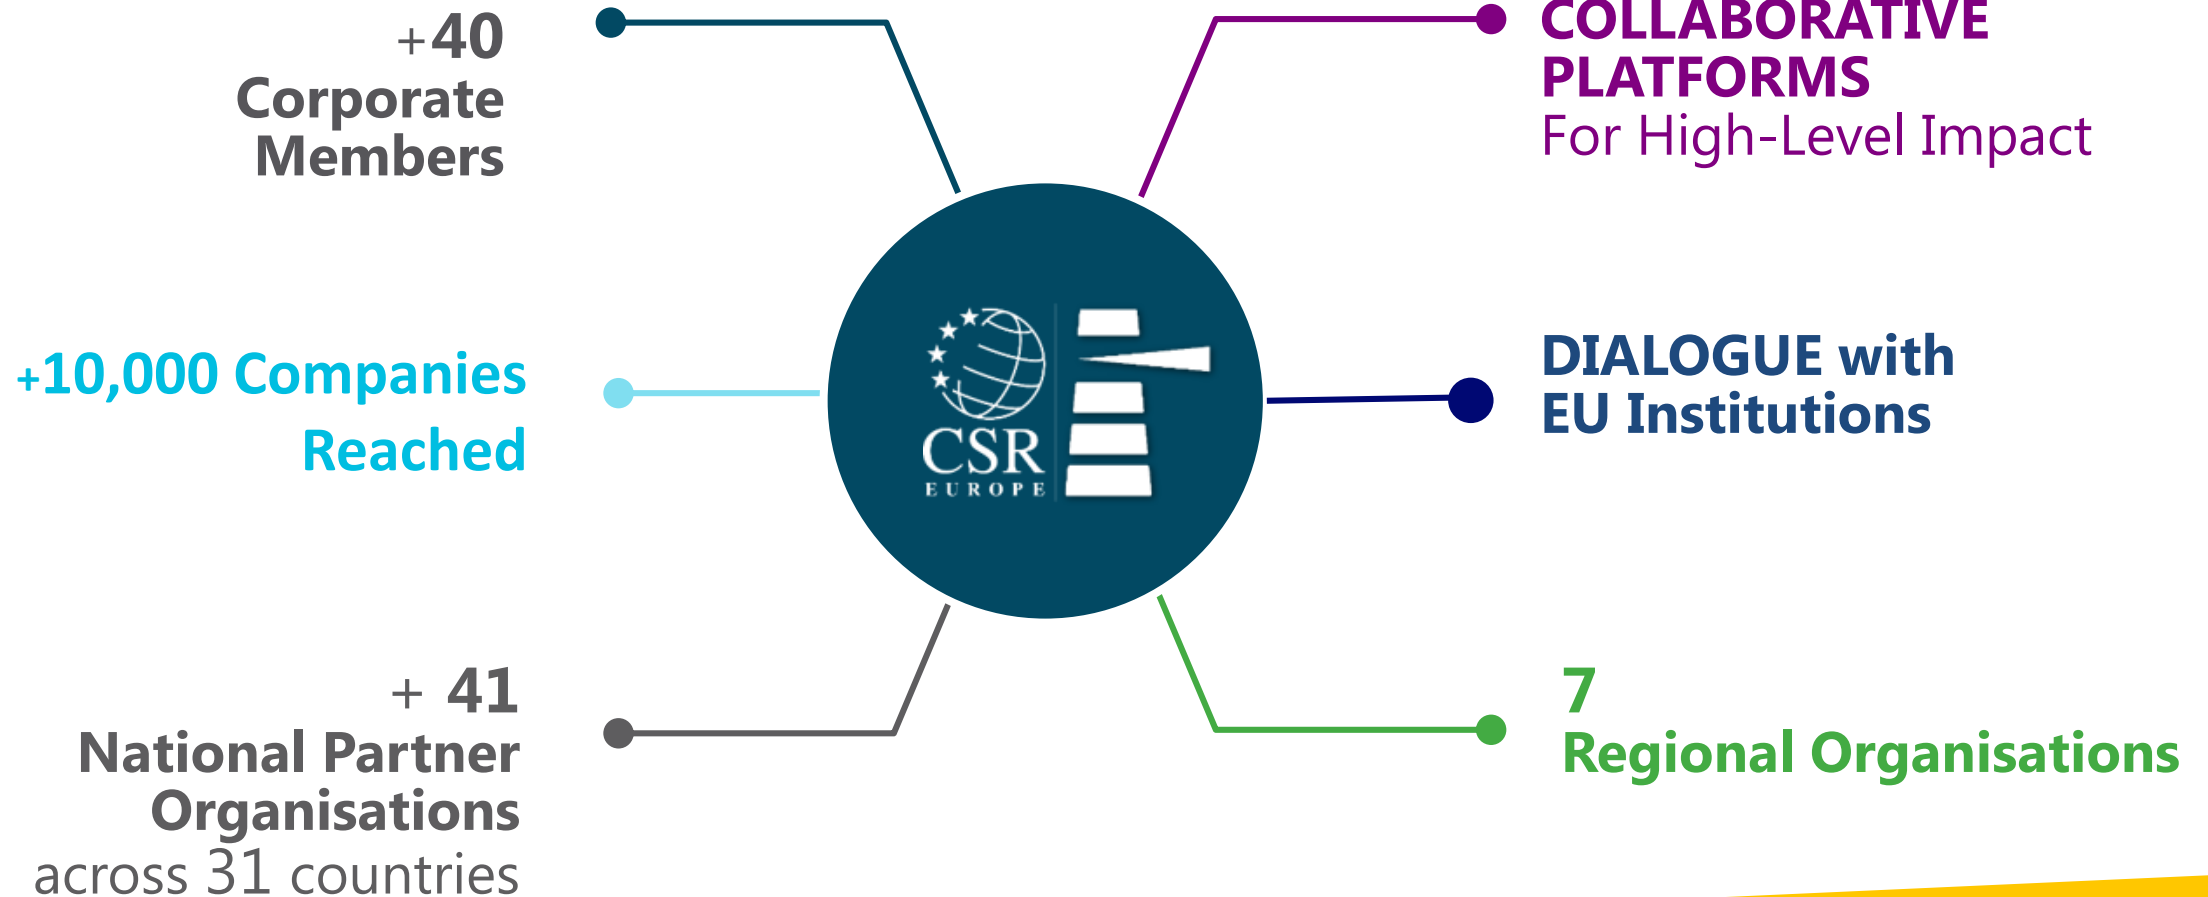 +40
Corporate
Members
+10,000 Companies
Reached
+ 41
National Partner
Organisations
across 31 countries
CSR
EUROPE
COLLABORATIVE
PLATFORMS
For High-Level Impact
DIALOGUE with
EU Institutions
7
Regional Organisations